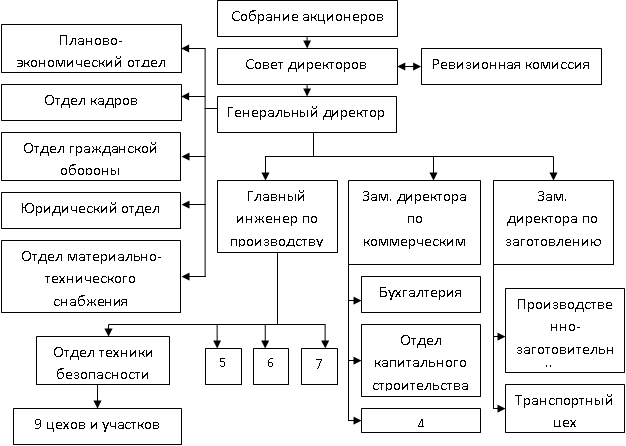 Собрание акционеров
Планово-
экономический отдел
Совет директоров
Ревизионная комиссия
Отдел кадров
Генеральный директор
Отдел гражданской
обороны
Юридический отдел
Главный
инженер по
производству
Зам. директора
по
коммерческим
Зам.
директора по
заготовлению
Отдел материально-
технического
снабжения
Бухгалтерия
Производстве
нно-
заготовительн
Отдел техники
безопасности
5
6
7
Отдел
капитального
строительства
Транспортный
цех
9 цехов и участков
4